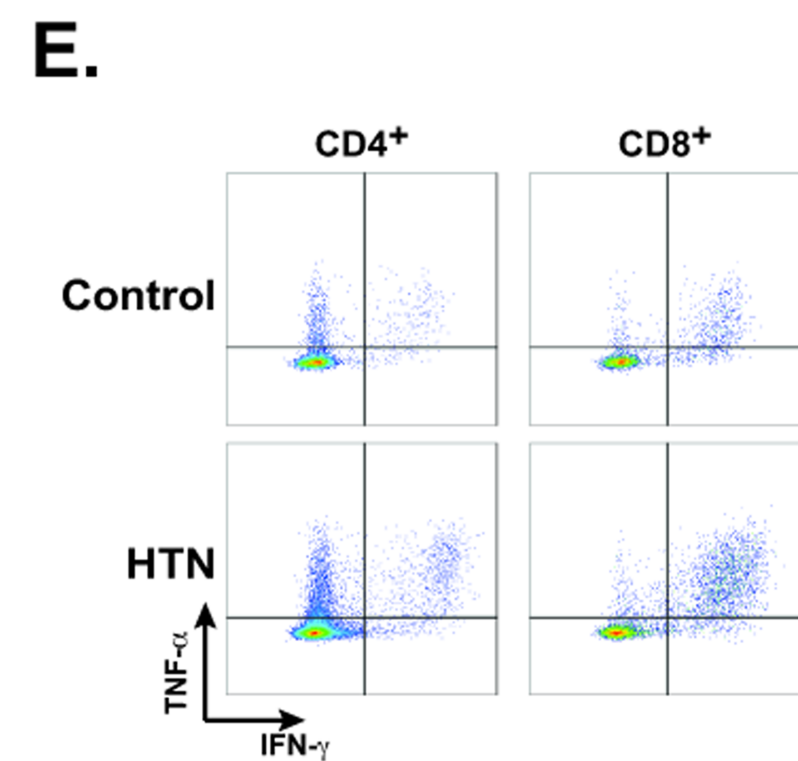 E.
CD4+ CD8+
Control
HTN
TNF-α
IFN-γ